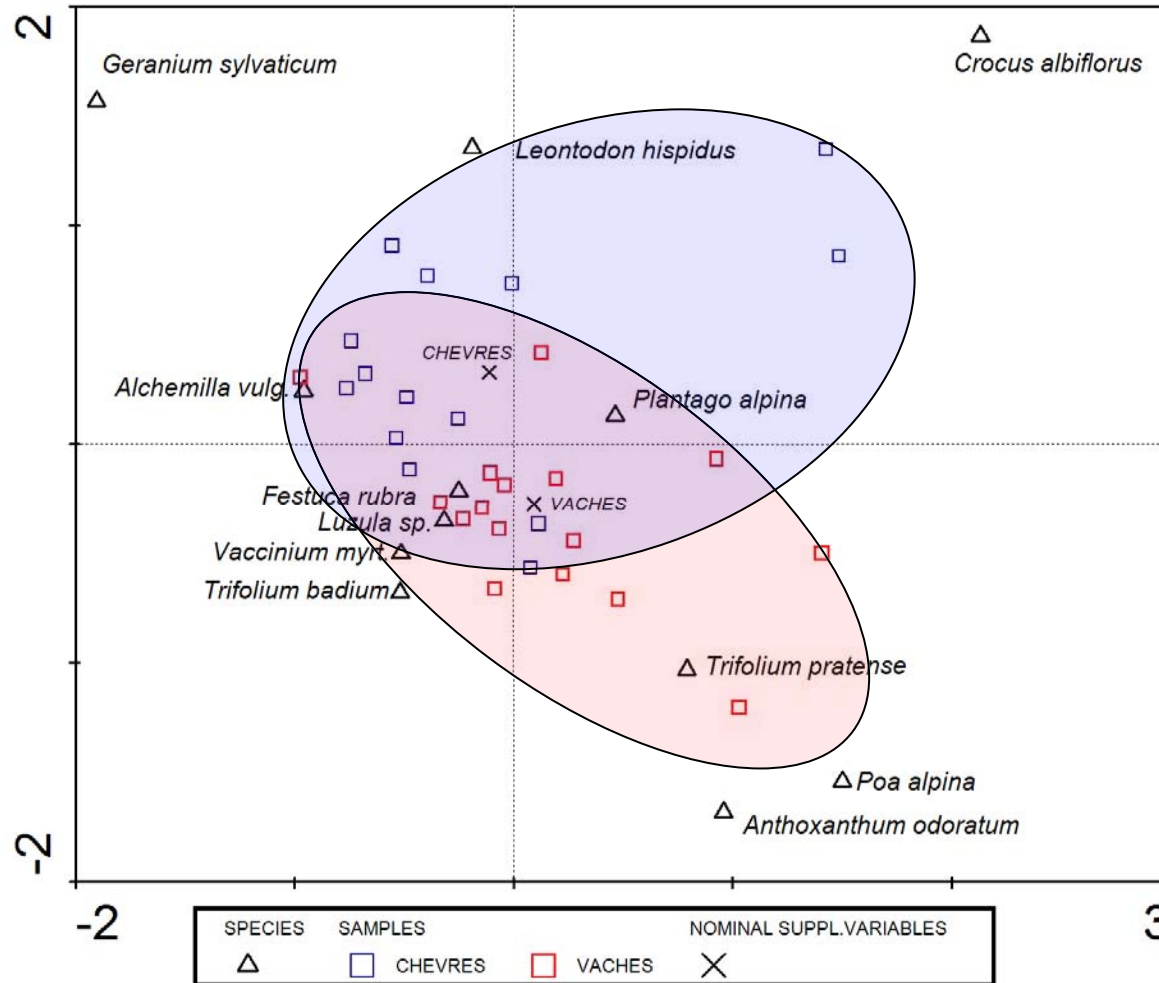 2
Geranium sylvaticum
Crocus albiflorus
Leontodon hispidus
CHEVRES
Alchemilla vulg.
Plantago alpina
Festuca rubra
VACHES
Luzula sp.
Vaccinium myrt.
Trifolium badium
Trifolium pratense
Poa alpina
Anthoxanthum odoratum
-2
-2 3
SPECIES SAMPLES NOMINAL SUPPL.VARIABLES
CHEVRES VACHES